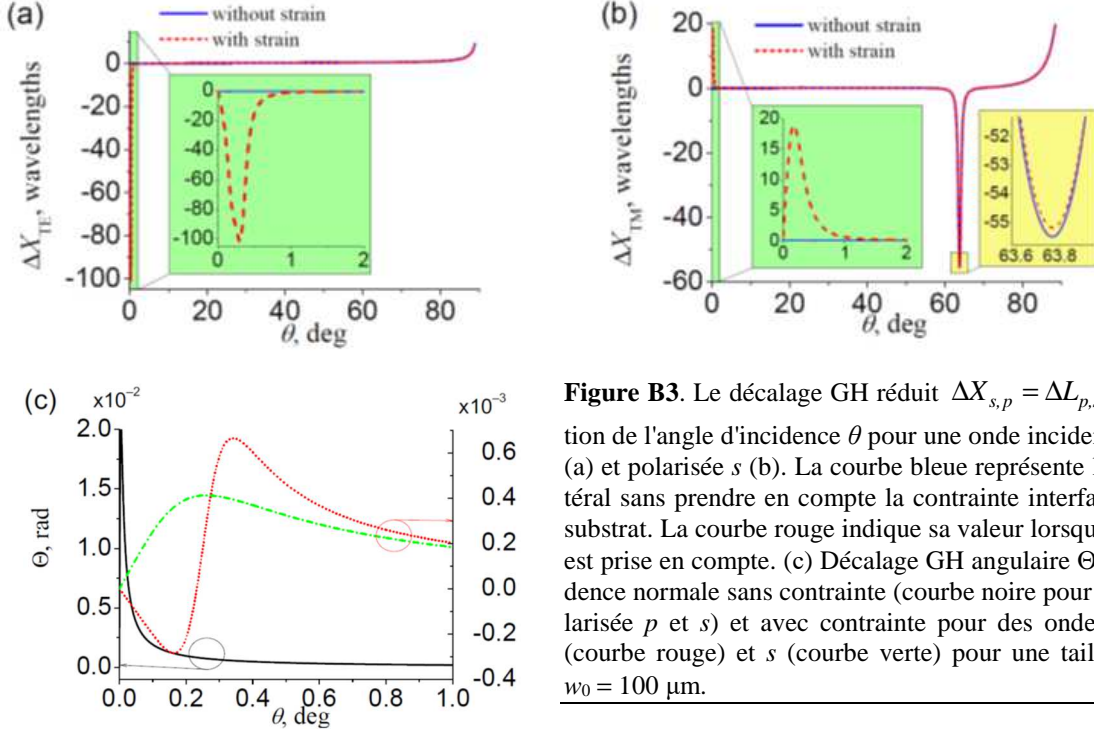 (a)
without strain
with strain
0
-20
-40
-60
-80
-100
ΔX_TE, wavelengths
0
-20
-40
-60
-80
-100
0 1 2
0 20 40 60 80
θ, deg
(b)
without strain
with strain
20
0
-20
-40
-60
ΔX_TM, wavelengths
20
15
10
5
0
0 1 2
-52
-53
-54
-55
63.6 63.8
0 20 40 60 80
θ, deg
(c)
x10⁻²
x10⁻³
2.0
1.5
1.0
0.5
0.0
Θ, rad
0.6
0.4
0.2
0.0
-0.2
-0.4
0.0 0.2 0.4 0.6 0.8 1.0
θ, deg
Figure B3. Le décalage GH réduit ΔX_s,p = ΔL_p,
tion de l'angle d'incidence θ pour une onde incide
(a) et polarisée s (b). La courbe bleue représente
téral sans prendre en compte la contrainte interfa
substrat. La courbe rouge indique sa valeur lorsqu
est prise en compte. (c) Décalage GH angulaire Θ
dence normale sans contrainte (courbe noire pour
larisée p et s) et avec contrainte pour des onde
(courbe rouge) et s (courbe verte) pour une tail
w₀ = 100 μm.